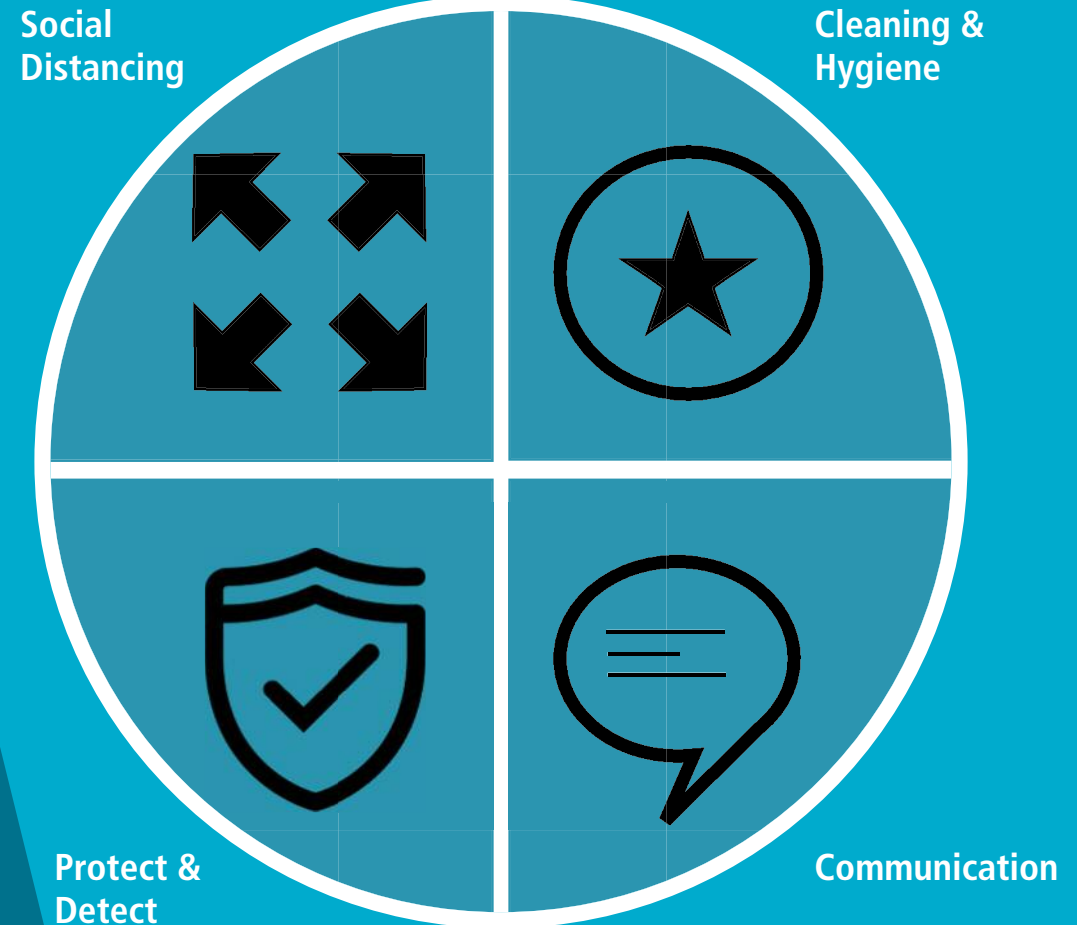 Social
Distancing
Cleaning &
Hygiene
Protect &
Detect
Communication